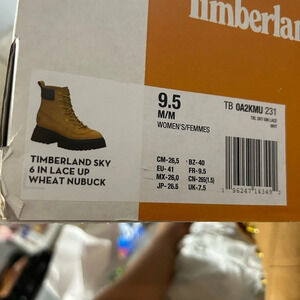 Timberlan
9.5
M/M
WOMEN'S/FEMMES
TB 0A2KMU 231
TIMBERLAND SKY
6 IN LACE UP
WHEAT NUBUCK
CM-26,5 BZ-40
EU-41 FR-9.5
MX-26,0 CN-265(1.5)
JP-26.5 UK-7.5